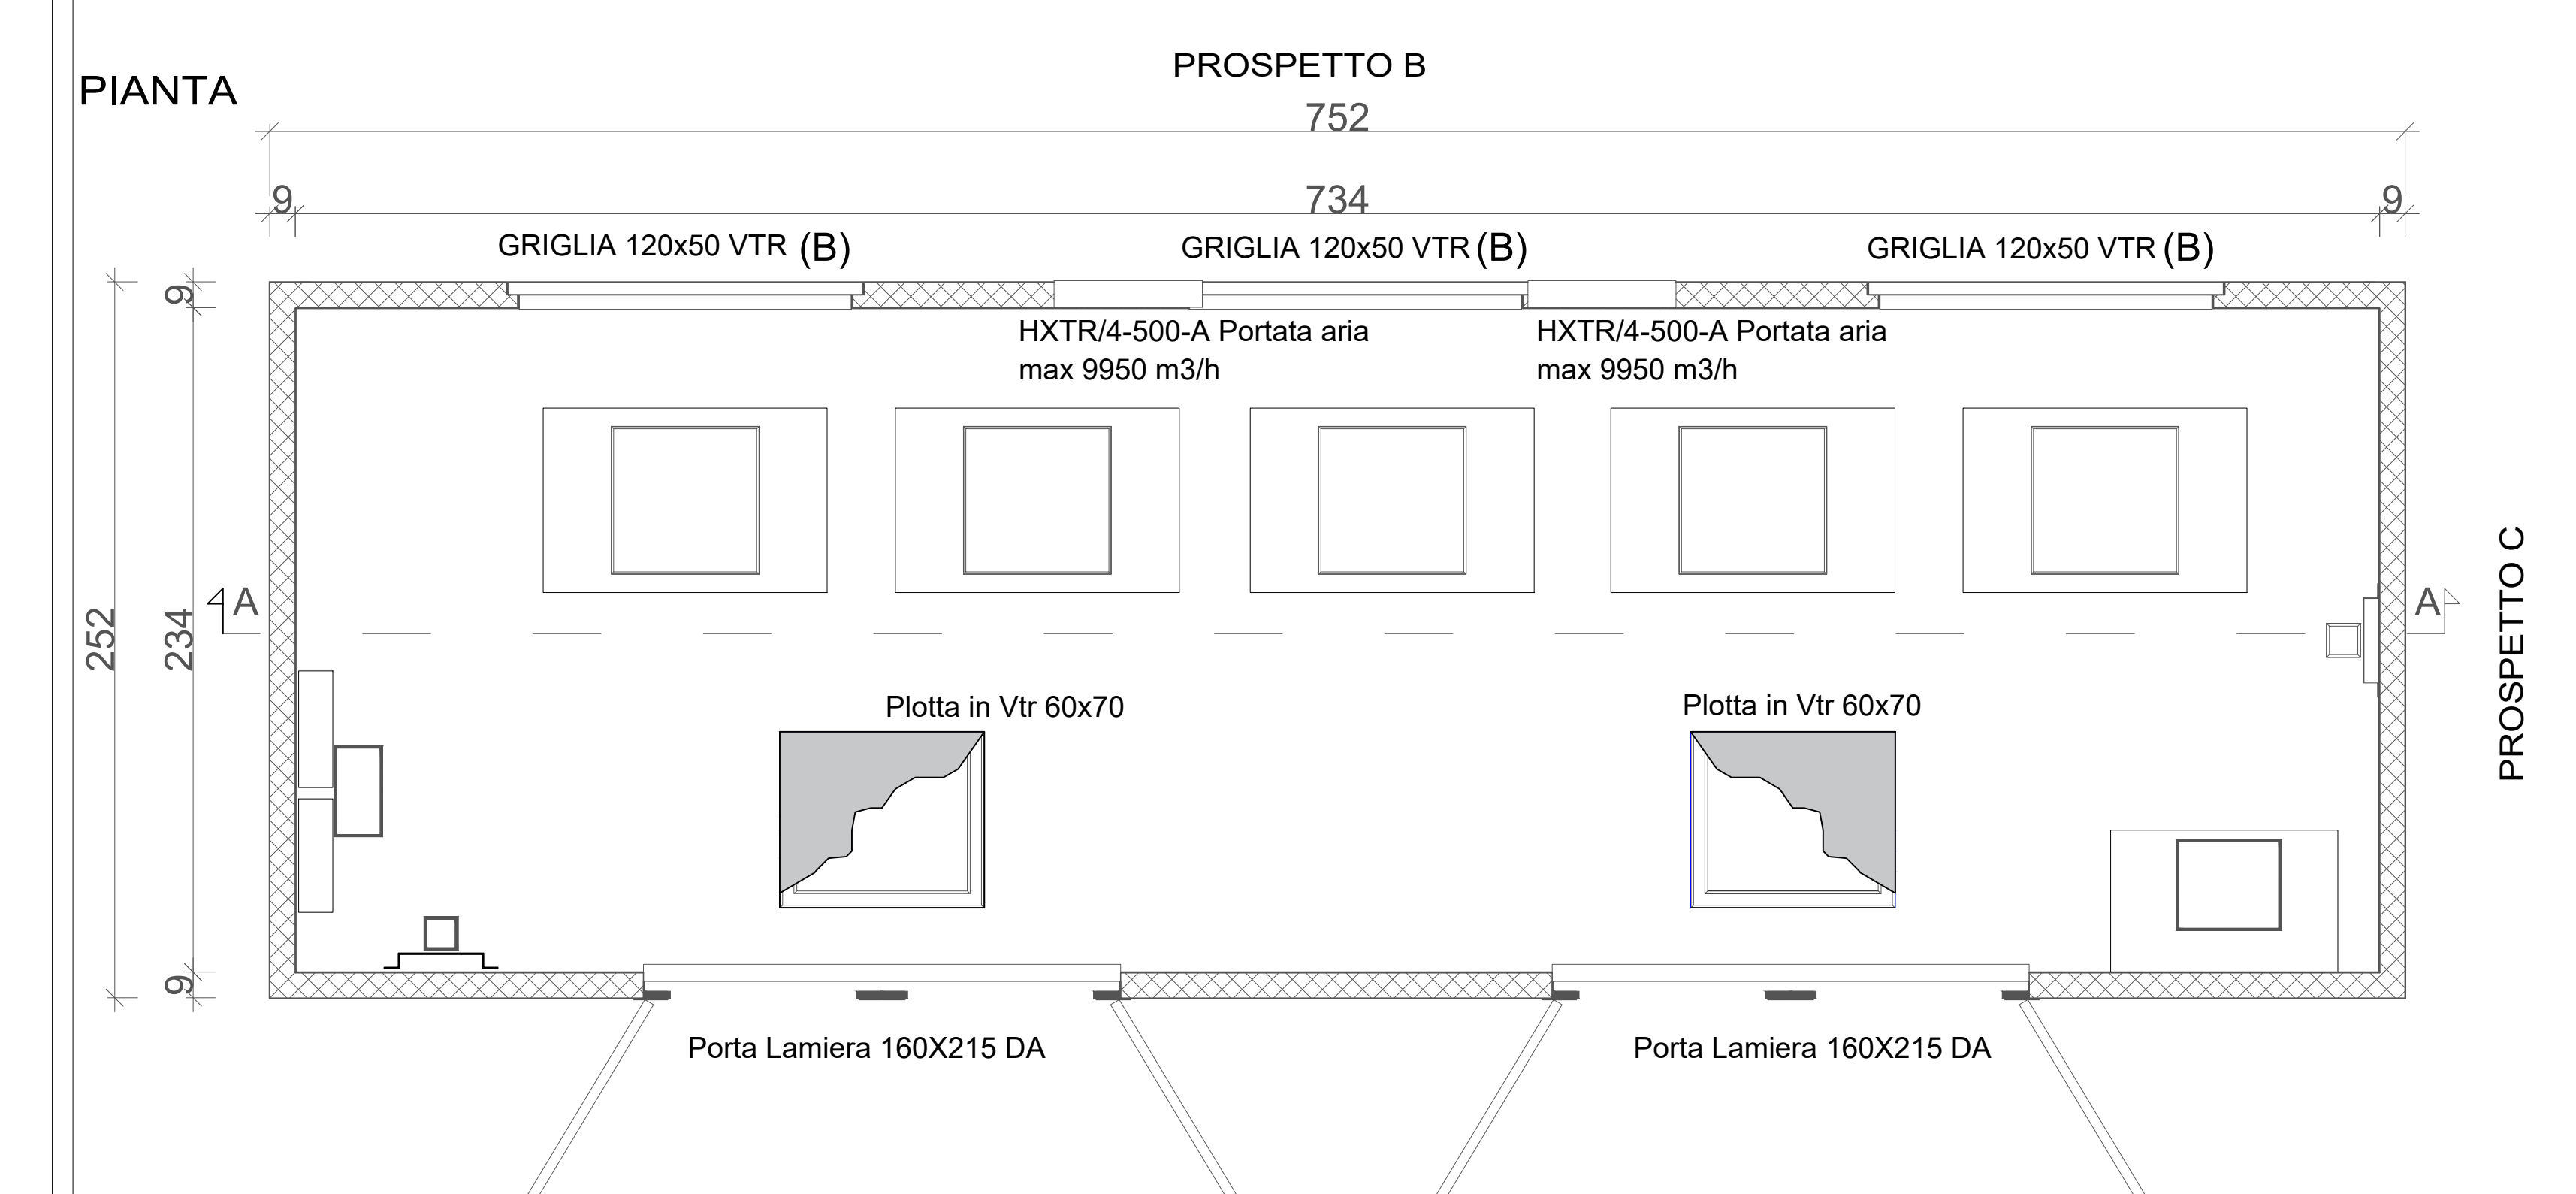 PROSPETTO B
PIANTA
752
9
734
9
GRIGLIA 120x50 VTR (B)
GRIGLIA 120x50 VTR (B)
GRIGLIA 120x50 VTR (B)
9
HXTR/4-500-A Portata aria
max 9950 m3/h
HXTR/4-500-A Portata aria
max 9950 m3/h
252
234
A
A
PROSPETTO C
Plotta in Vtr 60x70
Plotta in Vtr 60x70
9
Porta Lamiera 160X215 DA
Porta Lamiera 160X215 DA